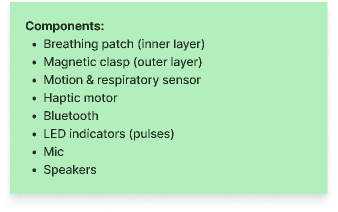 Components:
• Breathing patch (inner layer)
• Magnetic clasp (outer layer)
• Motion & respiratory sensor
• Haptic motor
• Bluetooth
• LED indicators (pulses)
• Mic
• Speakers